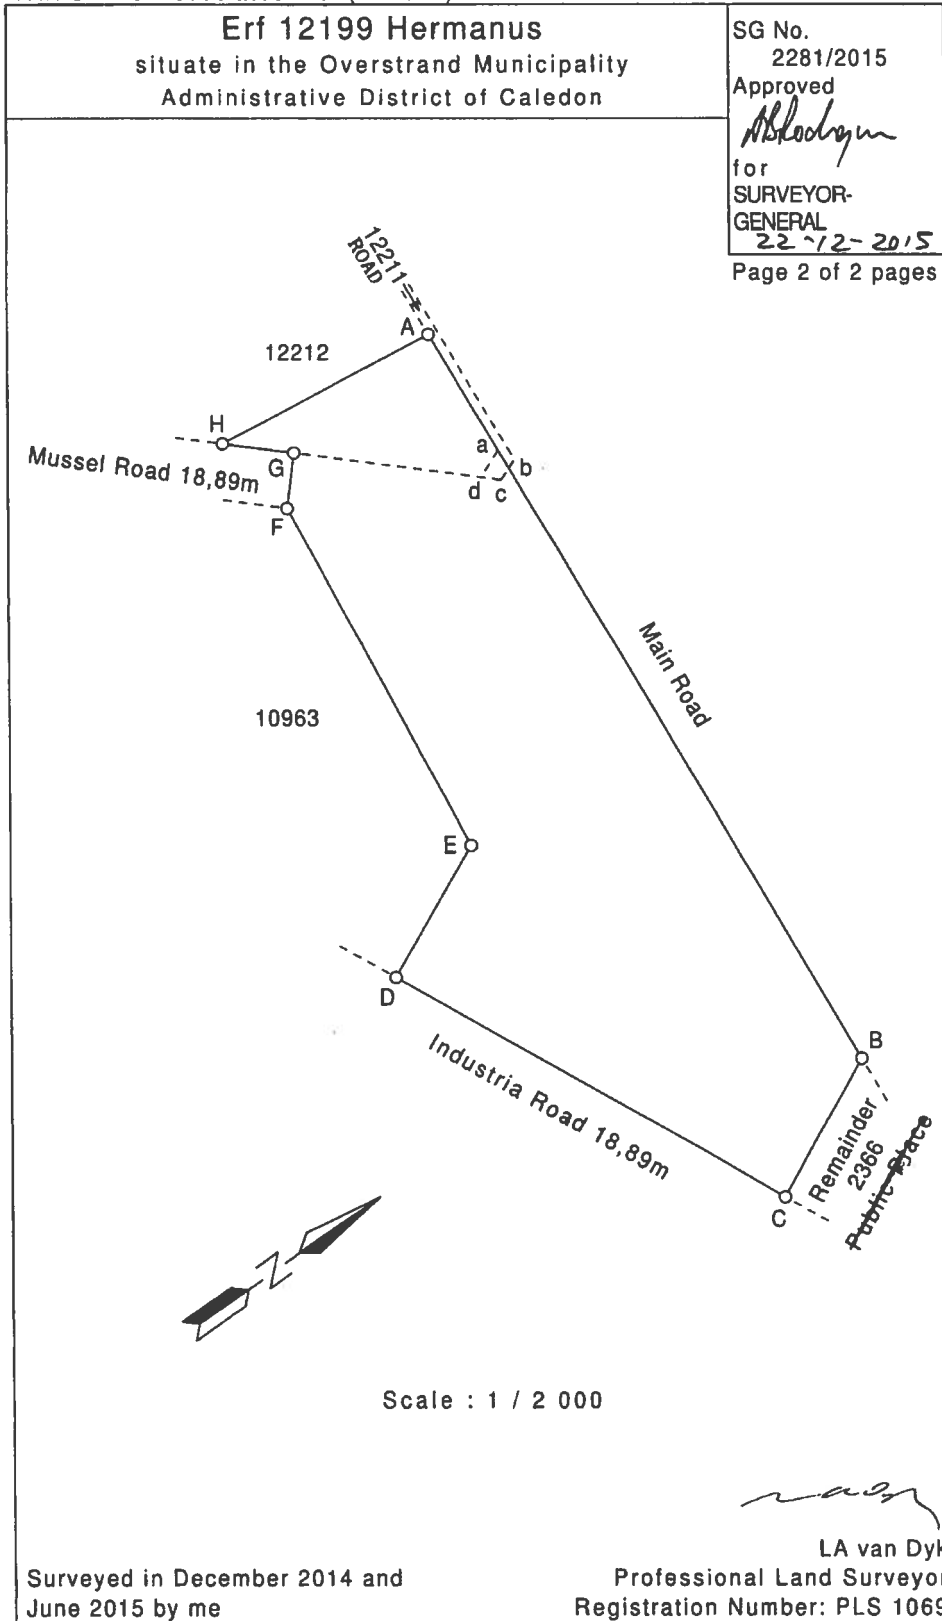 Erf 12199 Hermanus
situate in the Overstrand Municipality
Administrative District of Caledon
SG No.
2281/2015
Approved
for
SURVEYOR-
GENERAL
22-12-2015
Page 2 of 2 pages
12211
ROAD
A
12212
H
G
a
b
d
c
Mussel Road 18,89m
F
Main Road
10963
E
D
B
Industria Road 18,89m
Remainder
2366
Public Place
C
N
Scale : 1 / 2 000
LA van Dyk
Surveyed in December 2014 and
Professional Land Surveyor
June 2015 by me
Registration Number: PLS 1069